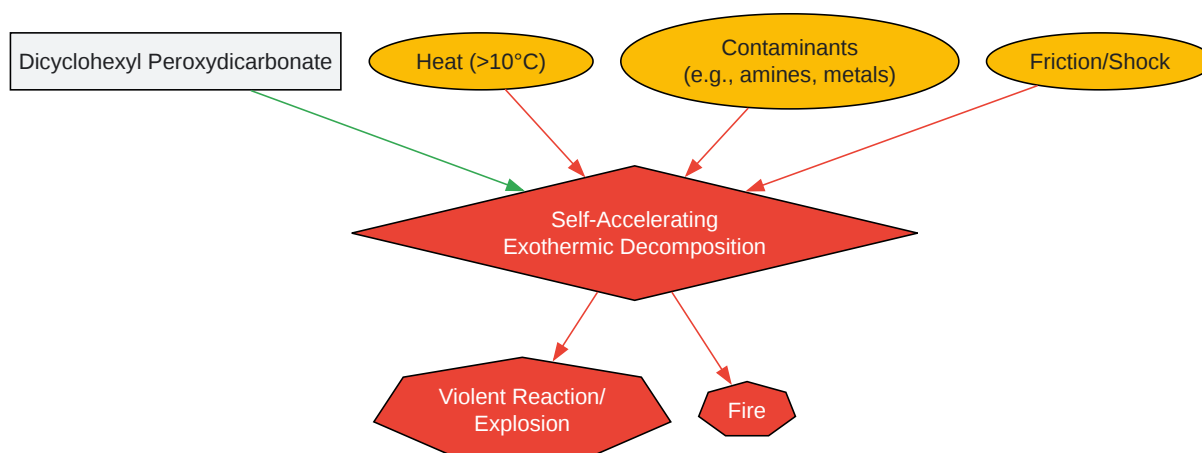 Dicyclohexyl Peroxydicarbonate
Heat (>10°C)
Contaminants
(e.g., amines, metals)
Friction/Shock
Self-Accelerating
Exothermic Decomposition
Violent Reaction/
Explosion
Fire